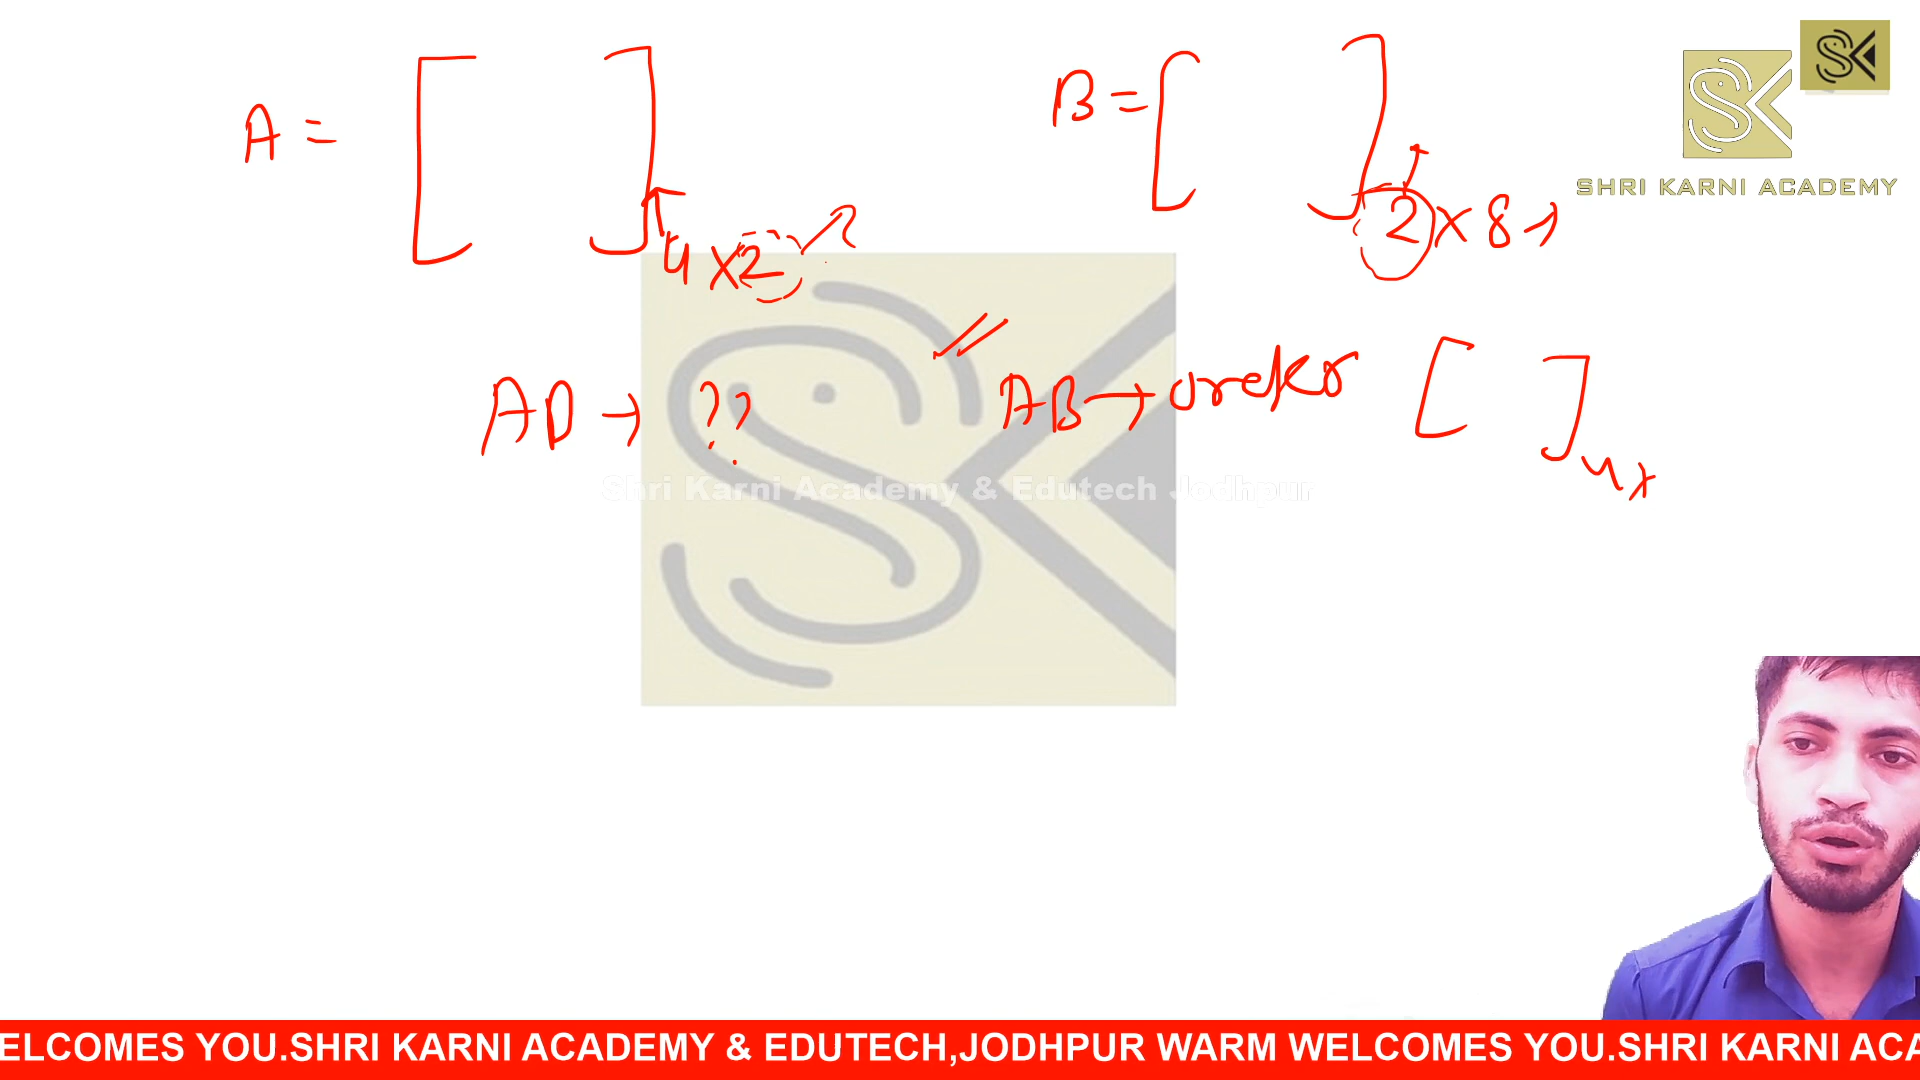 A = [ ]4×2
B = [ ]2×8
SHRI KARNI ACADEMY
AB → ??
AB → order [ ]4×
Shri Karni Academy & Edutech Jodhpur
ELCOMES YOU.SHRI KARNI ACADEMY & EDUTECH,JODHPUR WARM WELCOMES YOU.SHRI KARNI ACA